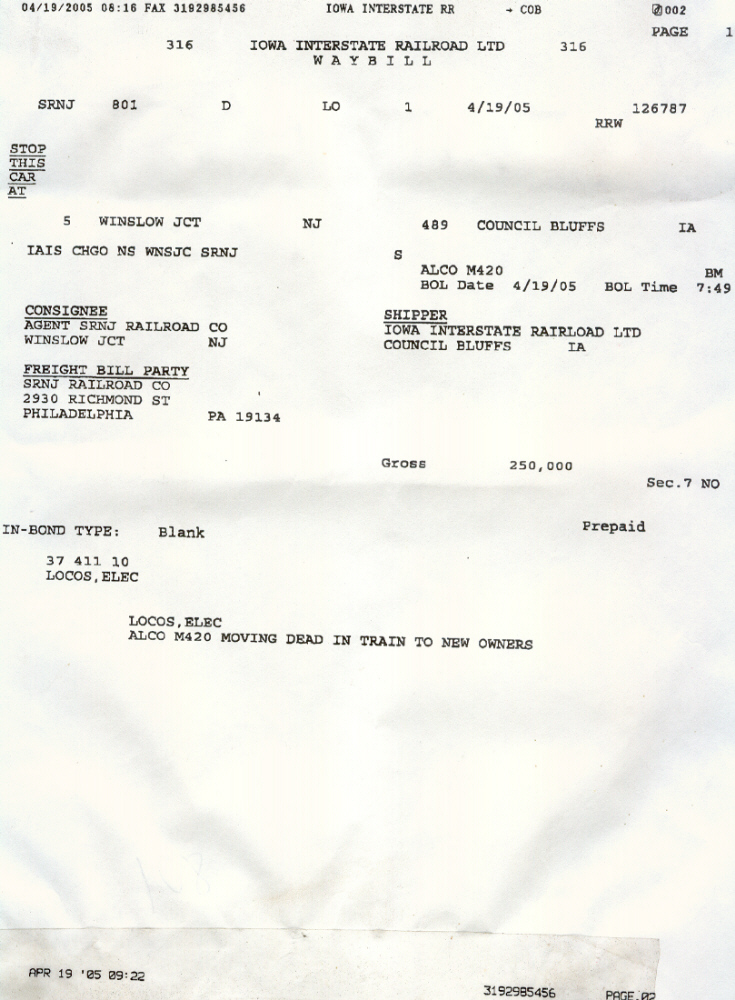 04/19/2005 08:16 FAX 3192985456 IOWA INTERSTATE RR → COB 002
PAGE 1
316 IOWA INTERSTATE RAILROAD LTD 316
WAYBILL
SRNJ 801 D LO 1 4/19/05 126787
RRW
STOP
THIS
CAR
AT
5 WINSLOW JCT NJ 489 COUNCIL BLUFFS IA
IAIS CHGO NS WNSJC SRNJ S
ALCO M420 BM
BOL Date 4/19/05 BOL Time 7:49
CONSIGNEE
AGENT SRNJ RAILROAD CO
WINSLOW JCT NJ
SHIPPER
IOWA INTERSTATE RAIRLOAD LTD
COUNCIL BLUFFS IA
FREIGHT BILL PARTY
SRNJ RAILROAD CO
2930 RICHMOND ST
PHILADELPHIA PA 19134
Gross 250,000
Sec.7 NO
IN-BOND TYPE: Blank Prepaid
37 411 10
LOCOS,ELEC
LOCOS,ELEC
ALCO M420 MOVING DEAD IN TRAIN TO NEW OWNERS
APR 19 '05 09:22
3192985456 PAGE.02